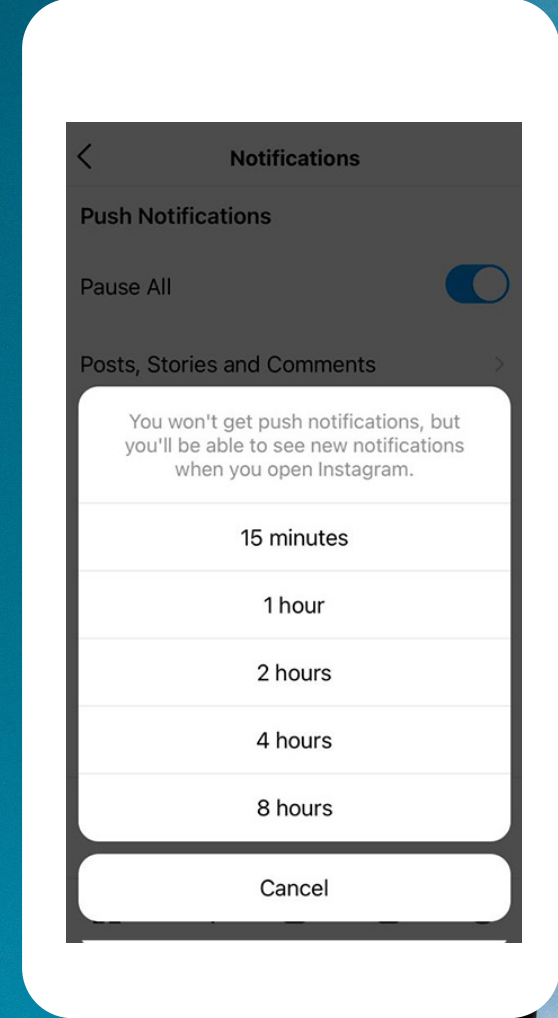 Notifications
Push Notifications
Pause All
Posts, Stories and Comments
You won't get push notifications, but
you'll be able to see new notifications
when you open Instagram.
15 minutes
1 hour
2 hours
4 hours
8 hours
Cancel